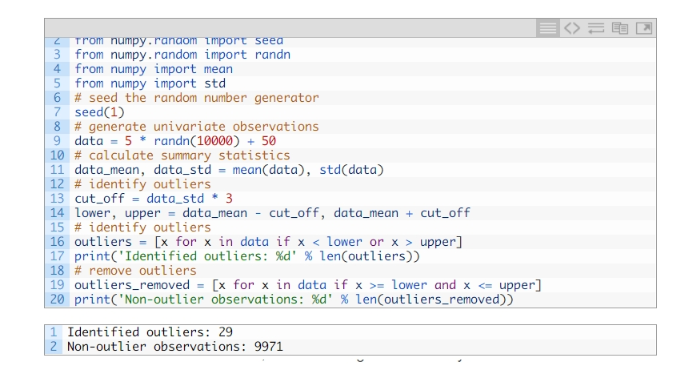 2 from numpy.random import seed
3 from numpy.random import randn
4 from numpy import mean
5 from numpy import std
6 # seed the random number generator
7 seed(1)
8 # generate univariate observations
9 data = 5 * randn(10000) + 50
10 # calculate summary statistics
11 data_mean, data_std = mean(data), std(data)
12 # identify outliers
13 cut_off = data_std * 3
14 lower, upper = data_mean - cut_off, data_mean + cut_off
15 # identify outliers
16 outliers = [x for x in data if x < lower or x > upper]
17 print('Identified outliers: %d' % len(outliers))
18 # remove outliers
19 outliers_removed = [x for x in data if x >= lower and x <= upper]
20 print('Non-outlier observations: %d' % len(outliers_removed))
1 Identified outliers: 29
2 Non-outlier observations: 9971